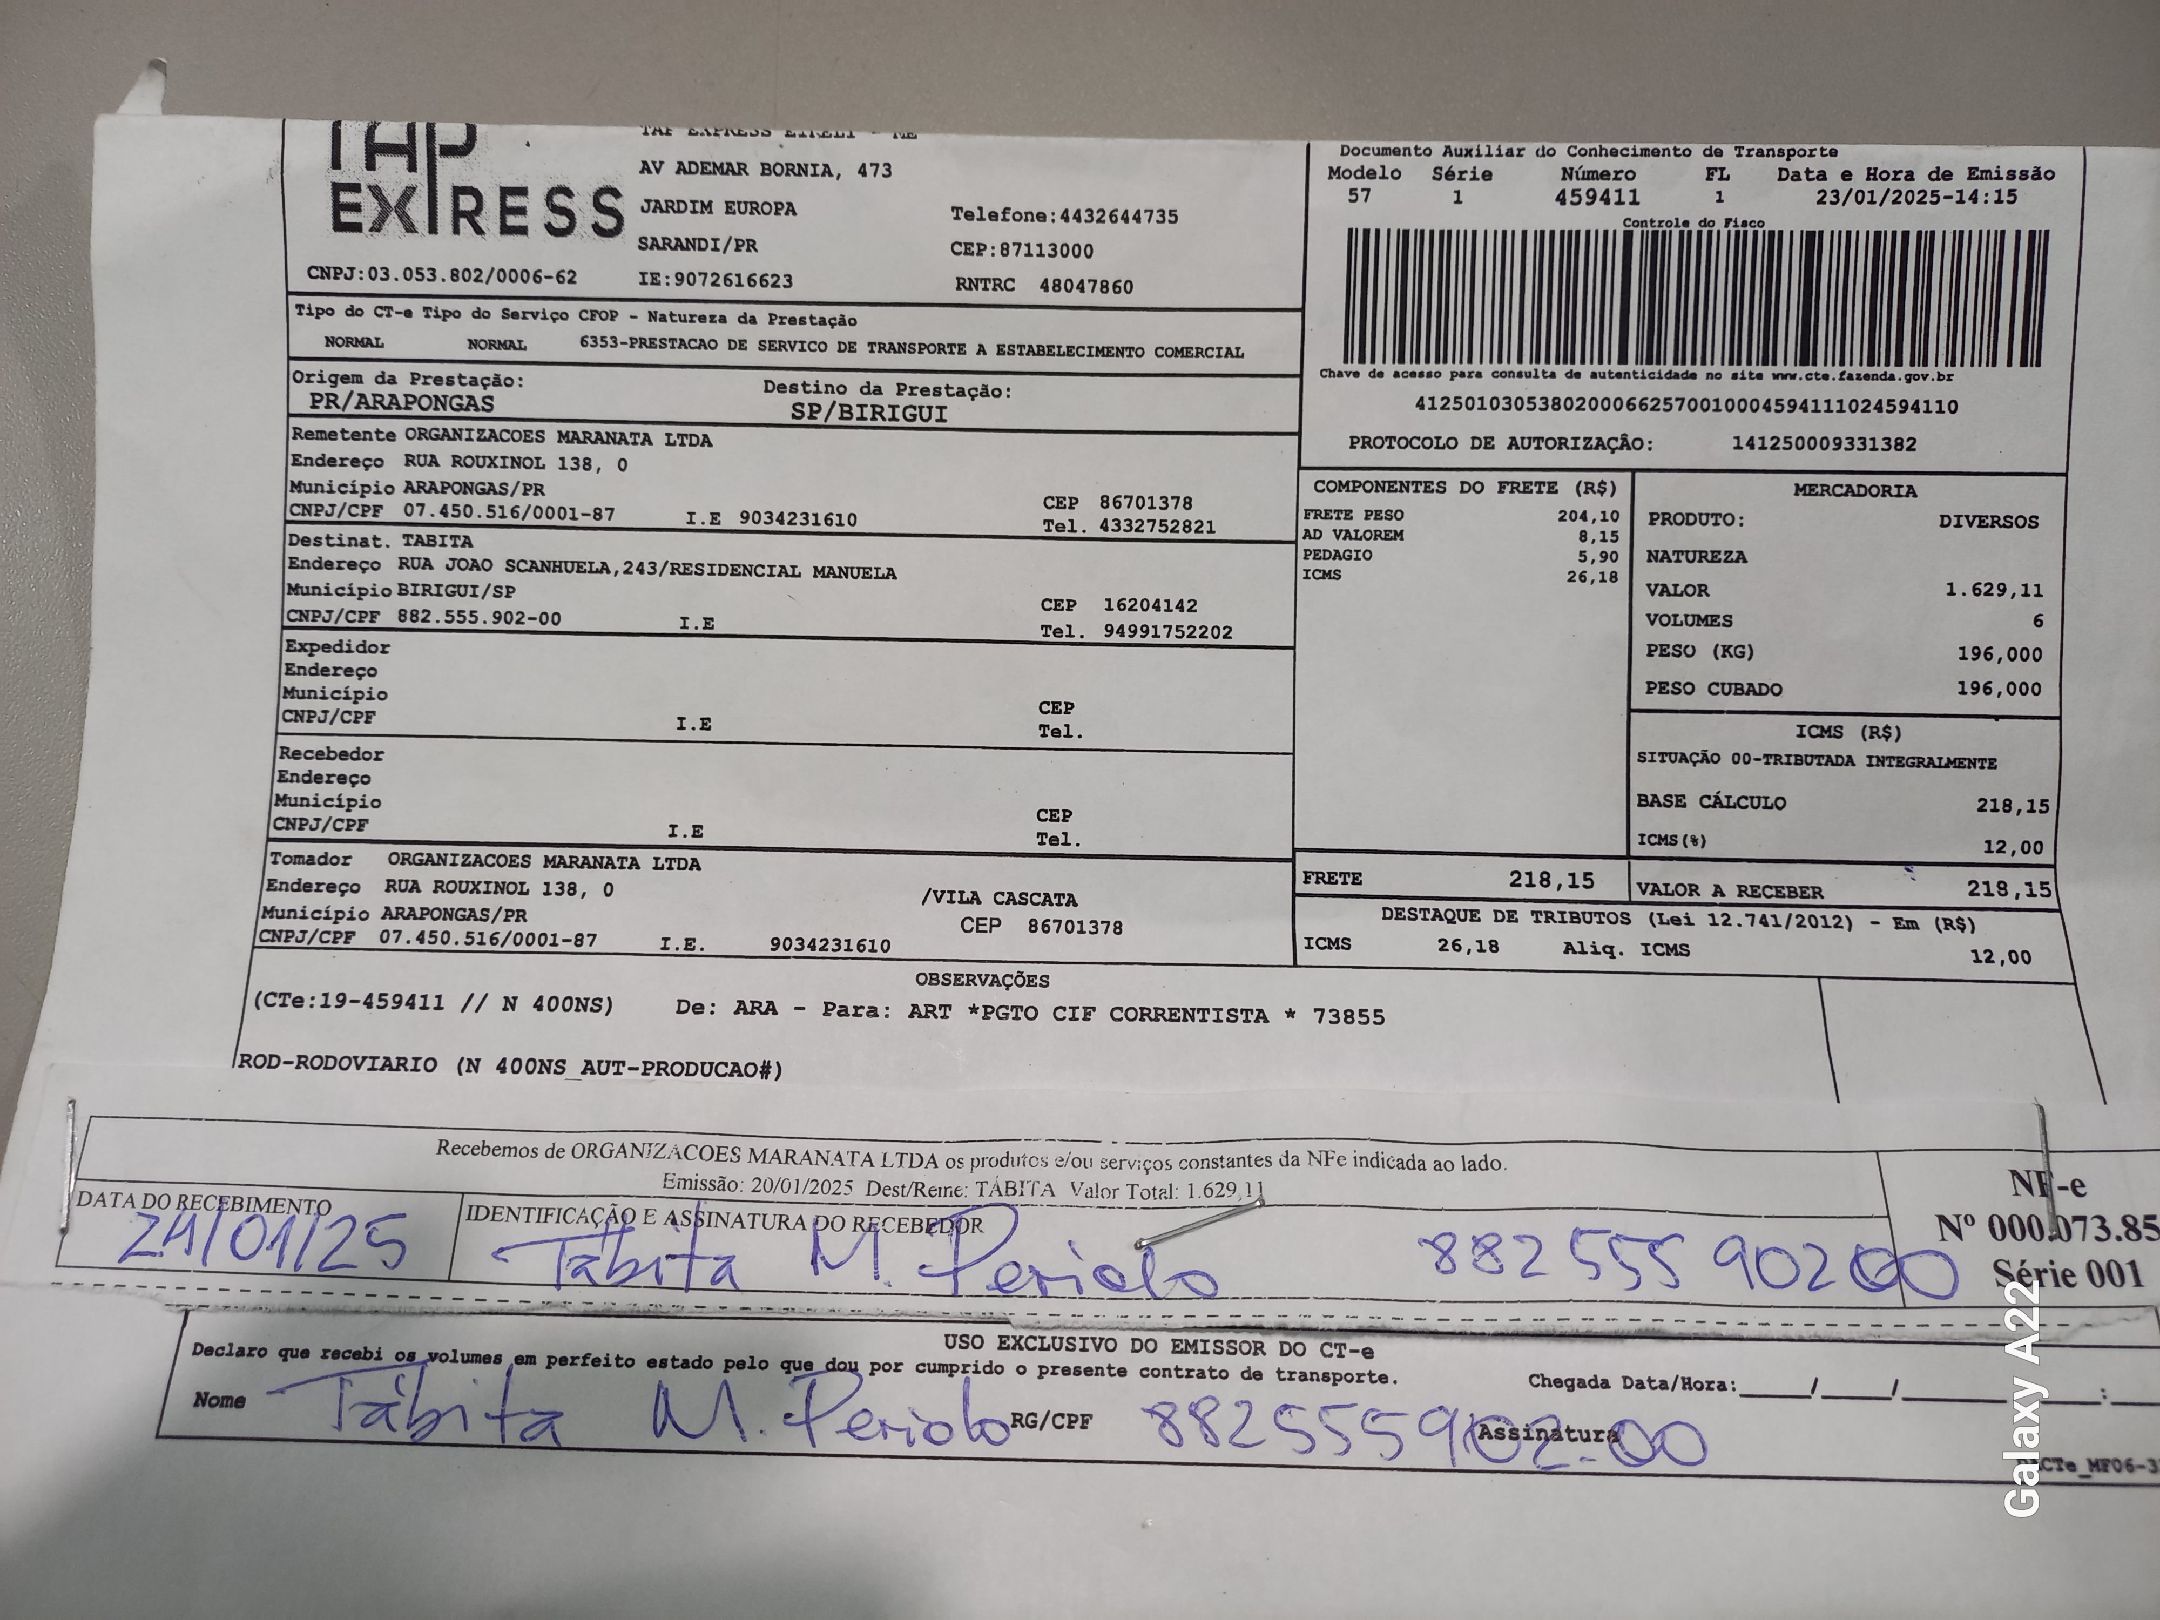 TAP
EXPRESS
TAP EXPRESS EIRELI - ME
AV ADEMAR BORNIA, 473
JARDIM EUROPA
Telefone:4432644735
SARANDI/PR
CEP:87113000
CNPJ:03.053.802/0006-62
IE:9072616623
RNTRC 48047860
Documento Auxiliar do Conhecimento de Transporte
Modelo Série Número FL Data e Hora de Emissão
57 1 459411 1 23/01/2025-14:15
Controle do Fisco
Chave de acesso para consulta de autenticidade no site www.cte.fazenda.gov.br
41250103053802000662570010004594111024594110
PROTOCOLO DE AUTORIZAÇÃO: 141250009331382
Tipo do CT-e Tipo do Serviço CFOP - Natureza da Prestação
NORMAL NORMAL 6353-PRESTACAO DE SERVICO DE TRANSPORTE A ESTABELECIMENTO COMERCIAL
Origem da Prestação: Destino da Prestação:
PR/ARAPONGAS SP/BIRIGUI
Remetente ORGANIZACOES MARANATA LTDA
Endereço RUA ROUXINOL 138, 0
Município ARAPONGAS/PR CEP 86701378
CNPJ/CPF 07.450.516/0001-87 I.E 9034231610 Tel. 4332752821
Destinat. TABITA
Endereço RUA JOAO SCANHUELA,243/RESIDENCIAL MANUELA
Município BIRIGUI/SP CEP 16204142
CNPJ/CPF 882.555.902-00 I.E Tel. 94991752202
Expedidor
Endereço
Município CEP
CNPJ/CPF I.E Tel.
Recebedor
Endereço
Município CEP
CNPJ/CPF I.E Tel.
Tomador ORGANIZACOES MARANATA LTDA
Endereço RUA ROUXINOL 138, 0 /VILA CASCATA
Município ARAPONGAS/PR CEP 86701378
CNPJ/CPF 07.450.516/0001-87 I.E. 9034231610
COMPONENTES DO FRETE (R$)
FRETE PESO 204,10
AD VALOREM 8,15
PEDAGIO 5,90
ICMS 26,18
MERCADORIA
PRODUTO: DIVERSOS
NATUREZA
VALOR 1.629,11
VOLUMES 6
PESO (KG) 196,000
PESO CUBADO 196,000
ICMS (R$)
SITUAÇÃO 00-TRIBUTADA INTEGRALMENTE
BASE CÁLCULO 218,15
ICMS(%) 12,00
FRETE 218,15 VALOR A RECEBER 218,15
DESTAQUE DE TRIBUTOS (Lei 12.741/2012) - Em (R$)
ICMS 26,18 Aliq. ICMS 12,00
OBSERVAÇÕES
(CTe:19-459411 // N 400NS) De: ARA - Para: ART *PGTO CIF CORRENTISTA * 73855
ROD-RODOVIARIO (N 400NS_AUT-PRODUCAO#)
Recebemos de ORGANIZACOES MARANATA LTDA os produtos e/ou serviços constantes da NFe indicada ao lado.
Emissão: 20/01/2025 Dest/Reme: TÁBITA Valor Total: 1.629,11
NF-e
Nº 000.073.85
Série 001
DATA DO RECEBIMENTO IDENTIFICAÇÃO E ASSINATURA DO RECEBEDOR
24/01/25 Tábita M. Periolo 88255590200
USO EXCLUSIVO DO EMISSOR DO CT-e
Declaro que recebi os volumes em perfeito estado pelo que dou por cumprido o presente contrato de transporte.
Chegada Data/Hora:____/____/____ :
Nome Tábita M. Periolo RG/CPF 882555902-00 Assinatura
Galaxy A22